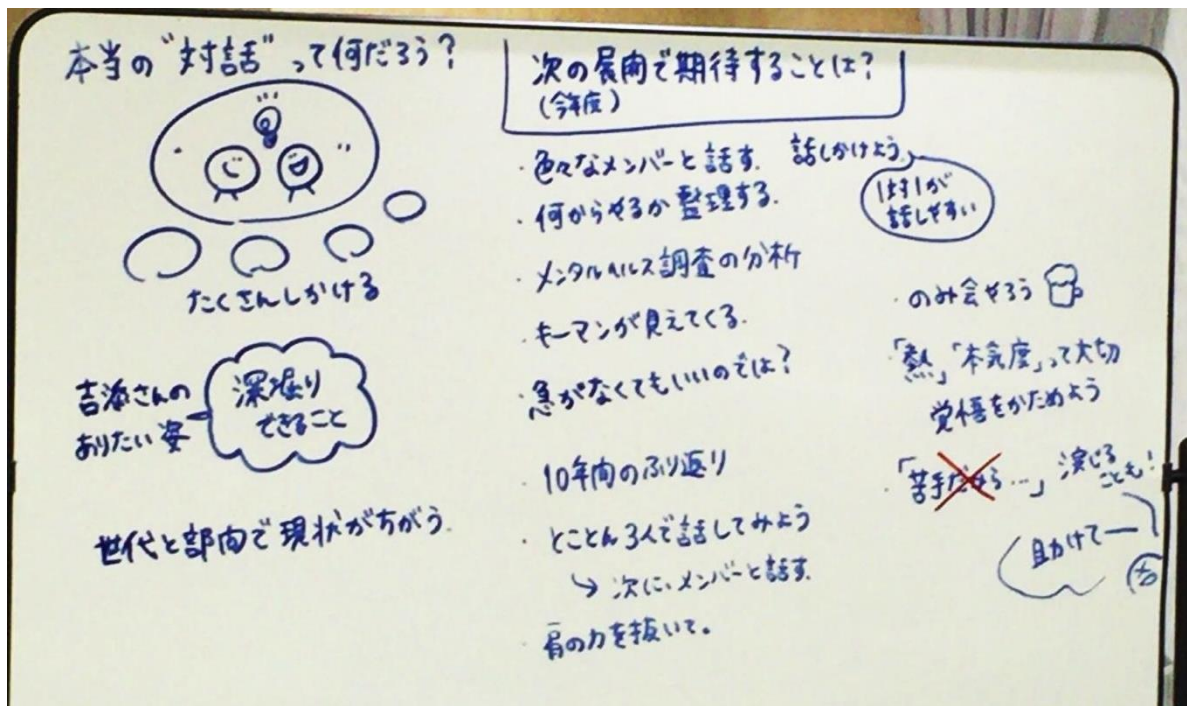 本当の“対話”って何だろう?
たくさんしかける
吉添さんの
ありたい姿
深堀り
できること
世代と部門で現状がちがう.
次の展開で期待することは?
(今年度)
・色々なメンバーと話す. 話しかけよう
1対1が
話しやすい
・何からやるか整理する.
・メンタルヘルス調査の分析
・キーマンが見えてくる.
・急がなくてもいいのでは?
・10年間のふり返り
・とことん3人で話してみよう
↳ 次に、メンバーと話す.
・肩の力を抜いて。
・のみ会やろう
・「熱」「本気度」って大切
覚悟をかためよう
・「苦手だから…」演じる
ことも!
助けてー